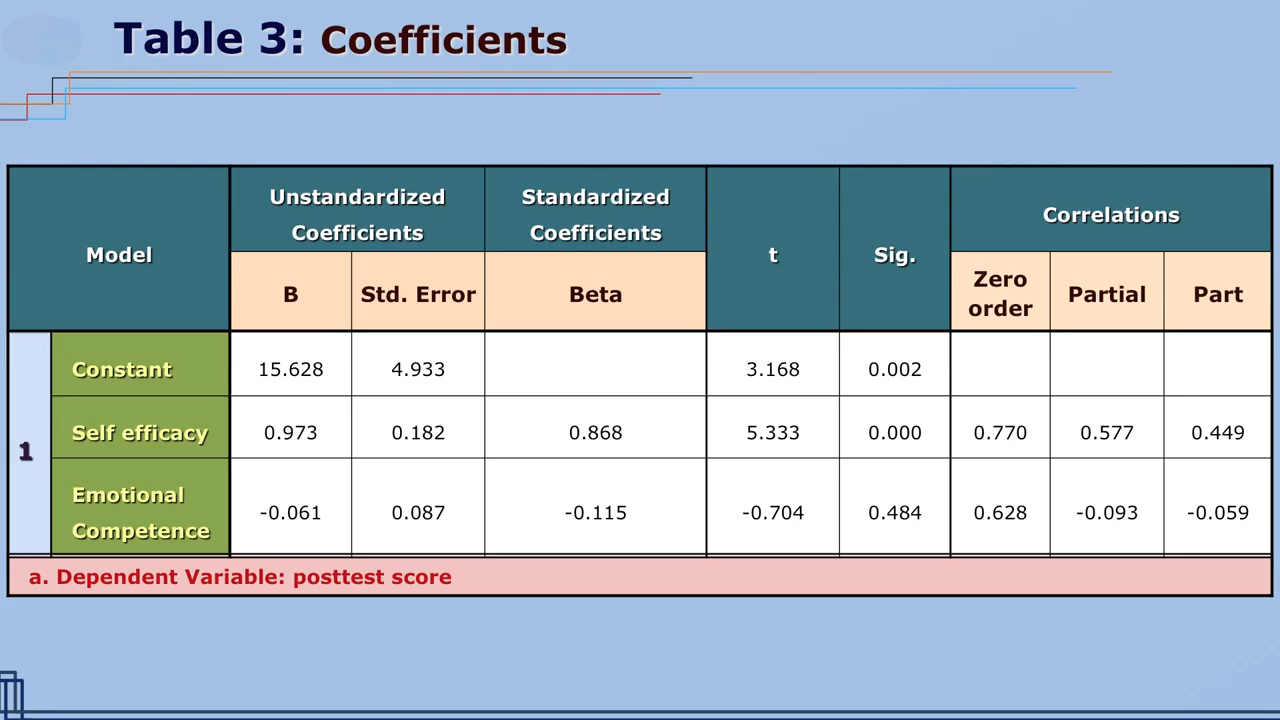 Table 3: Coefficients
Model
Unstandardized
Coefficients
Standardized
Coefficients
t
Sig.
Correlations
B
Std. Error
Beta
Zero
order
Partial
Part
1
Constant
15.628
4.933
3.168
0.002
Self efficacy
0.973
0.182
0.868
5.333
0.000
0.770
0.577
0.449
Emotional
Competence
-0.061
0.087
-0.115
-0.704
0.484
0.628
-0.093
-0.059
a. Dependent Variable: posttest score